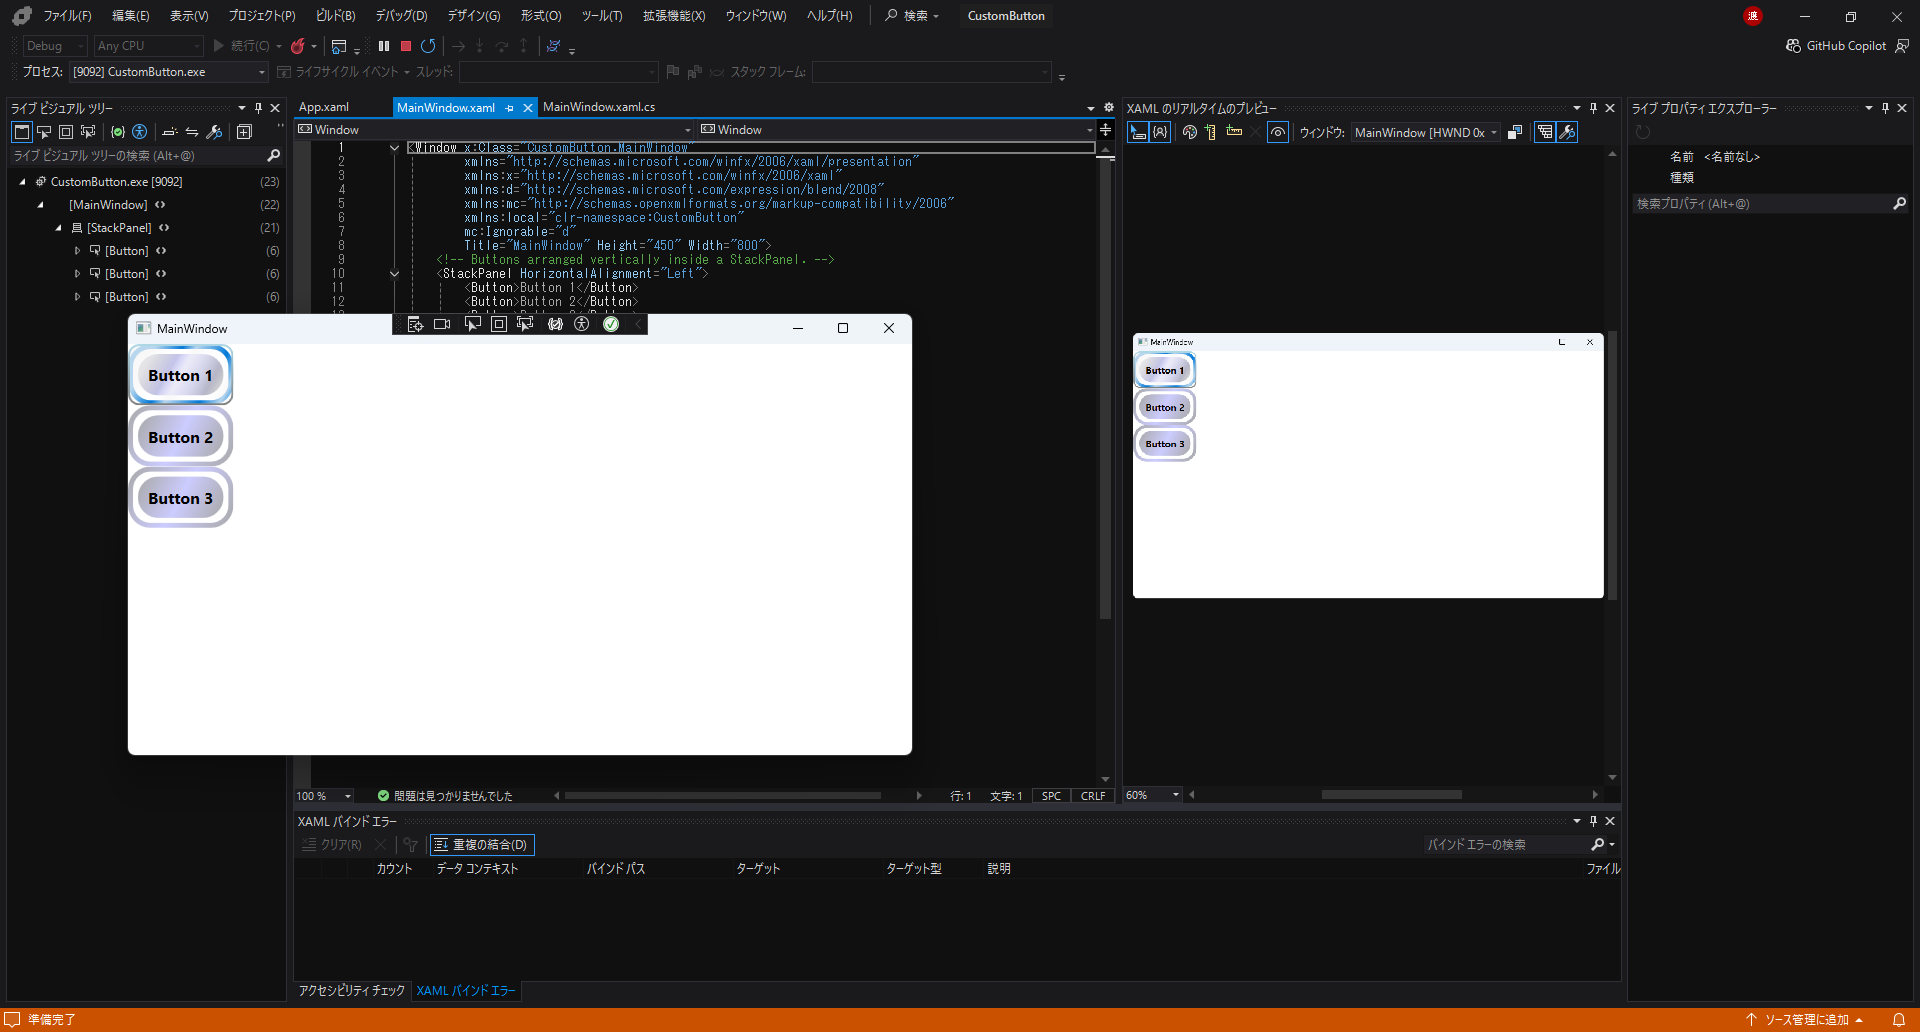 ファイル(F) 編集(E) 表示(V) プロジェクト(P) ビルド(B) デバッグ(D) デザイン(G) 形式(O) ツール(T) 拡張機能(X) ウィンドウ(W) ヘルプ(H) 検索 CustomButton
Debug Any CPU 続行(C) GitHub Copilot
プロセス: [9092] CustomButton.exe ライフサイクル イベント スレッド: スタック フレーム:
ライブ ビジュアル ツリー
ライブ ビジュアル ツリーの検索 (Alt+@)
CustomButton.exe [9092] (23)
[MainWindow] (22)
[StackPanel] (21)
[Button] (6)
[Button] (6)
[Button] (6)
App.xaml MainWindow.xaml MainWindow.xaml.cs
Window Window
1 <Window x:Class="CustomButton.MainWindow"
2 xmlns="http://schemas.microsoft.com/winfx/2006/xaml/presentation"
3 xmlns:x="http://schemas.microsoft.com/winfx/2006/xaml"
4 xmlns:d="http://schemas.microsoft.com/expression/blend/2008"
5 xmlns:mc="http://schemas.openxmlformats.org/markup-compatibility/2006"
6 xmlns:local="clr-namespace:CustomButton"
7 mc:Ignorable="d"
8 Title="MainWindow" Height="450" Width="800">
9 <!-- Buttons arranged vertically inside a StackPanel. -->
10 <StackPanel HorizontalAlignment="Left">
11 <Button>Button 1</Button>
12 <Button>Button 2</Button>
MainWindow
Button 1
Button 2
Button 3
100 % 問題は見つかりませんでした 行: 1 文字: 1 SPC CRLF
XAML のリアルタイムのプレビュー
ウィンドウ: MainWindow [HWND 0x
MainWindow
Button 1
Button 2
Button 3
60%
ライブ プロパティ エクスプローラー
名前 <名前なし>
種類
検索プロパティ (Alt+@)
XAML バインド エラー
クリア(R) 重複の結合(D) バインド エラーの検索
カウント データ コンテキスト バインド パス ターゲット ターゲット型 説明 ファイル
アクセシビリティ チェック XAML バインド エラー
準備完了 ソース管理に追加